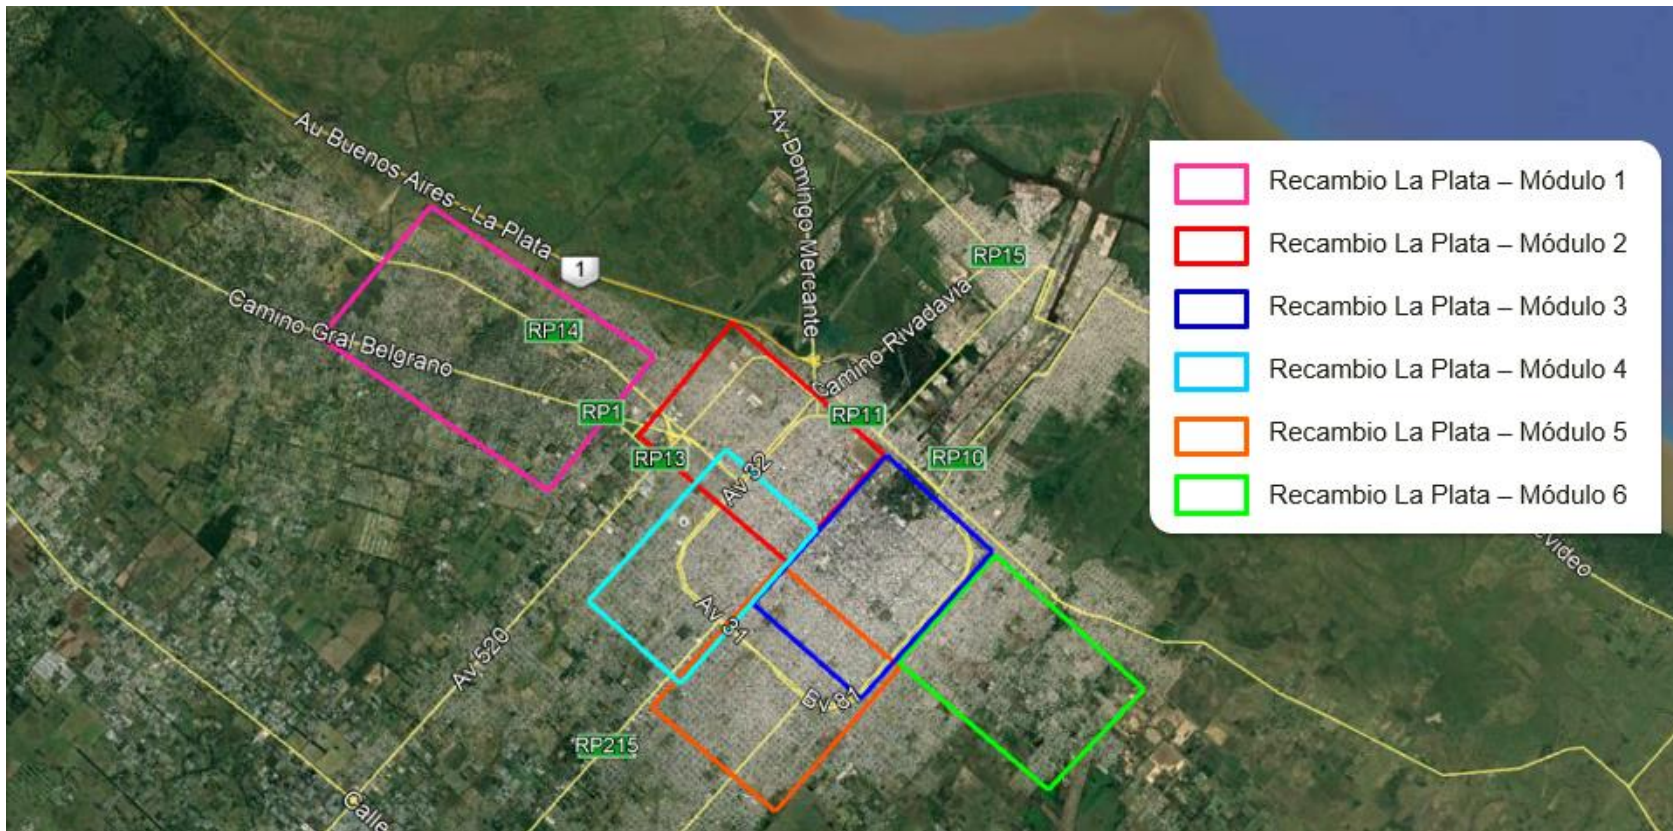 Au Buenos Aires - La Plata
Av Domingo Mercante
1
RP15
Camino Rivadavia
Camino Gral Belgrano
RP14
RP1
RP11
RP13
RP10
Av 32
Av 31
Av 520
Bv 81
RP215
Calle
evideo
Recambio La Plata – Módulo 1
Recambio La Plata – Módulo 2
Recambio La Plata – Módulo 3
Recambio La Plata – Módulo 4
Recambio La Plata – Módulo 5
Recambio La Plata – Módulo 6